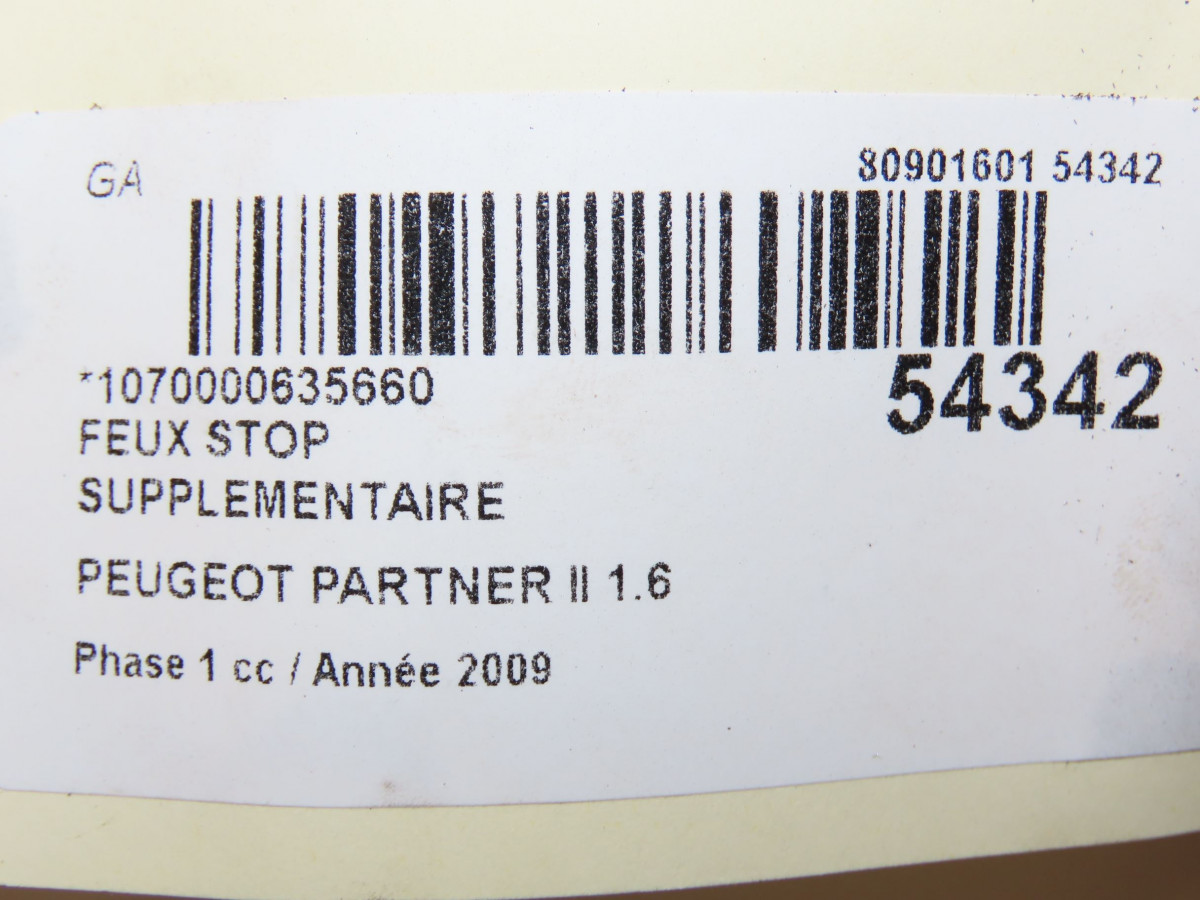 GA
80901601 54342
*1070000635660
54342
FEUX STOP
SUPPLEMENTAIRE
PEUGEOT PARTNER II 1.6
Phase 1 cc / Année 2009